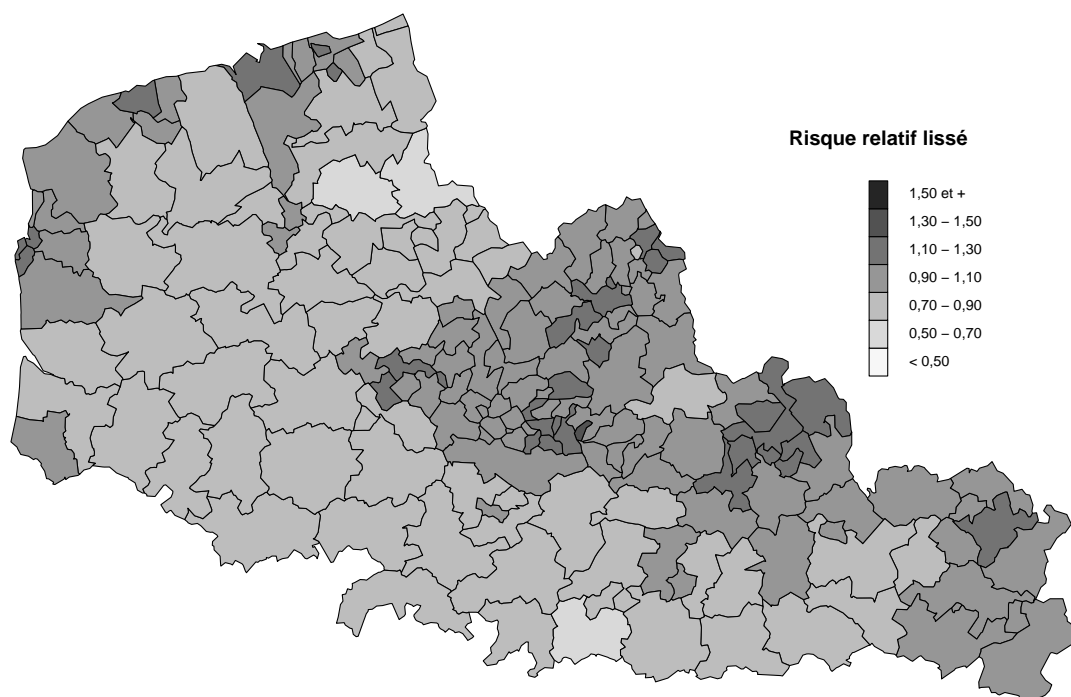 Risque relatif lissé
1,50 et +
1,30 – 1,50
1,10 – 1,30
0,90 – 1,10
0,70 – 0,90
0,50 – 0,70
< 0,50